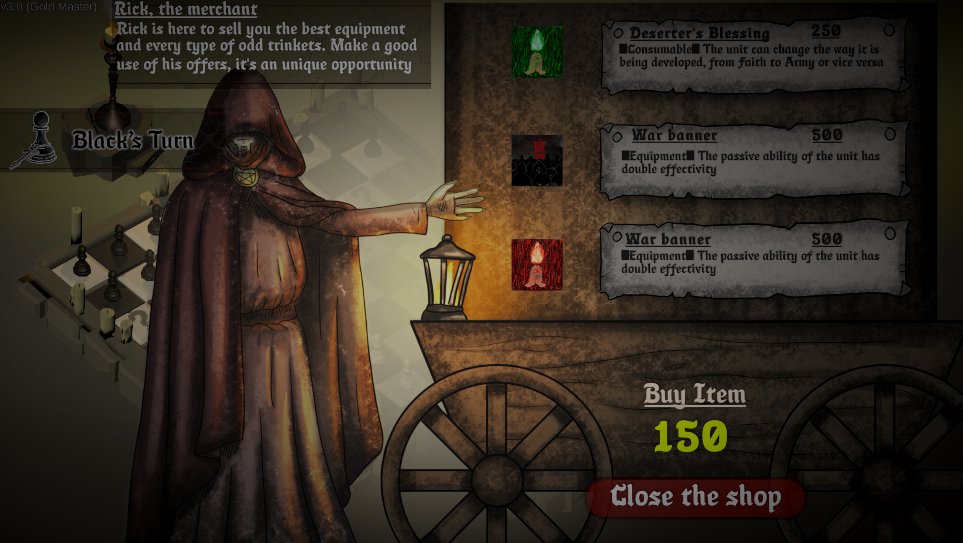 v3.0 (Gold Master)
Rick, the merchant
Rick is here to sell you the best equipment
and every type of odd trinkets. Make a good
use of his offers, it's an unique opportunity
Black's Turn
Deserter's Blessing 250
■Consumable■ The unit can change the way it is
being developed, from Faith to Army or vice versa
War banner 500
■Equipment■ The passive ability of the unit has
double effectivity
War banner 500
■Equipment■ The passive ability of the unit has
double effectivity
Buy Item
150
Close the shop